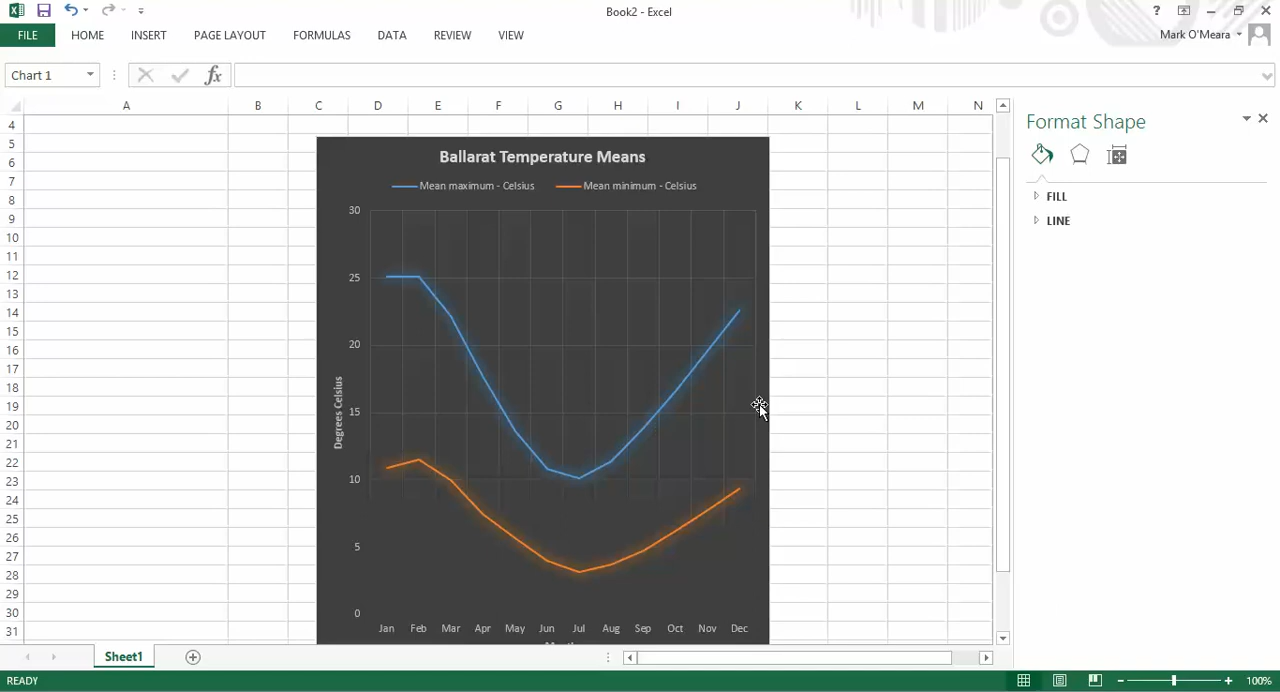 Book2 - Excel
?
FILE HOME INSERT PAGE LAYOUT FORMULAS DATA REVIEW VIEW
Mark O'Meara
Chart 1
fx
A B C D E F G H I J K L M N
Format Shape
FILL
LINE
4
5
6
7
8
9
10
11
12
13
14
15
16
17
18
19
20
21
22
23
24
25
26
27
28
29
30
31
Ballarat Temperature Means
Mean maximum - Celsius Mean minimum - Celsius
30
25
20
15
10
5
0
Degrees Celsius
Jan Feb Mar Apr May Jun Jul Aug Sep Oct Nov Dec
Sheet1
READY
100%